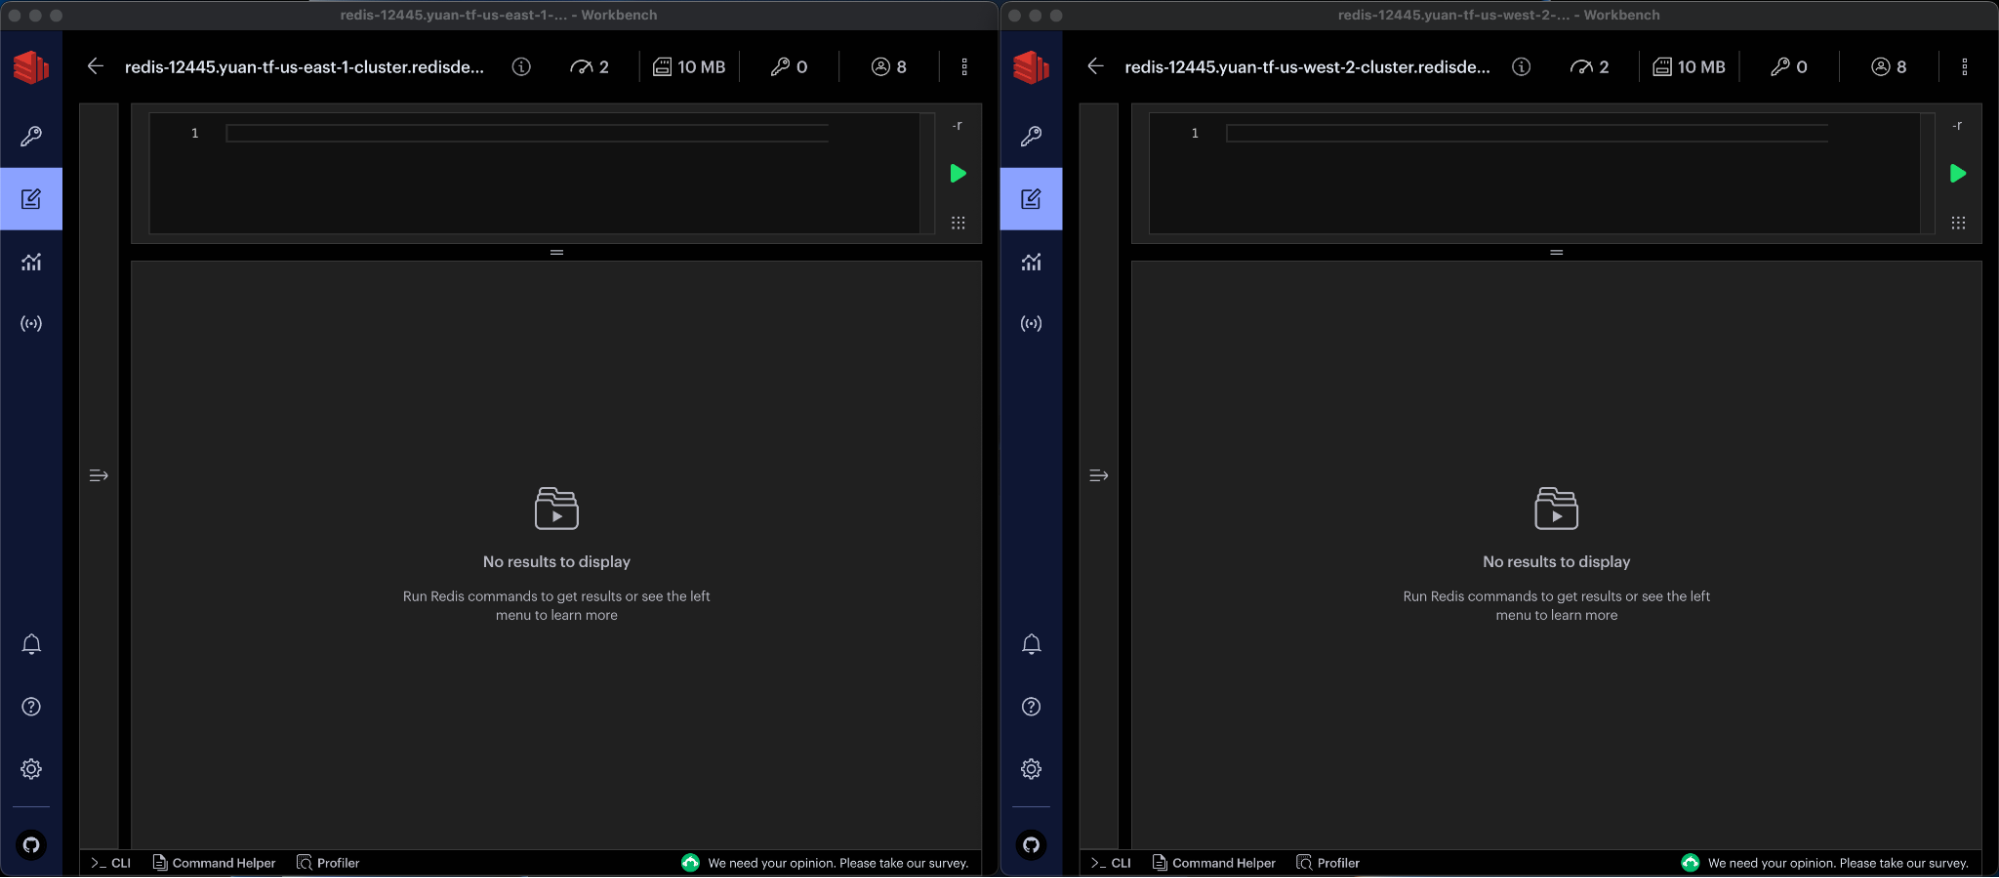 redis-12445.yuan-tf-us-east-1-... - Workbench
redis-12445.yuan-tf-us-east-1-cluster.redisde...
2
10 MB
0
8
1
-r
No results to display
Run Redis commands to get results or see the left
menu to learn more
>_ CLI
Command Helper
Profiler
We need your opinion. Please take our survey.
redis-12445.yuan-tf-us-west-2-... - Workbench
redis-12445.yuan-tf-us-west-2-cluster.redisde...
2
10 MB
0
8
1
-r
No results to display
Run Redis commands to get results or see the left
menu to learn more
>_ CLI
Command Helper
Profiler
We need your opinion. Please take our survey.